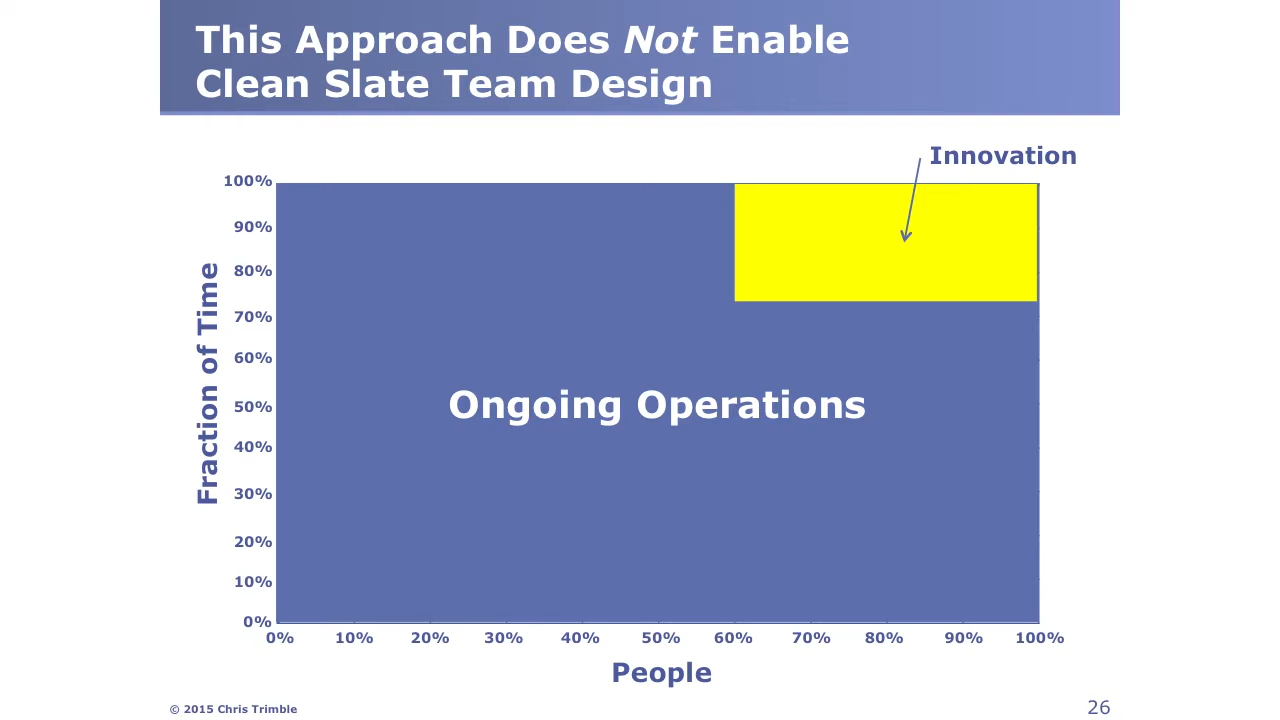 This Approach Does Not Enable
Clean Slate Team Design
Innovation
100%
90%
80%
70%
60%
50%
40%
30%
20%
10%
0%
Fraction of Time
Ongoing Operations
0% 10% 20% 30% 40% 50% 60% 70% 80% 90% 100%
People
© 2015 Chris Trimble
26